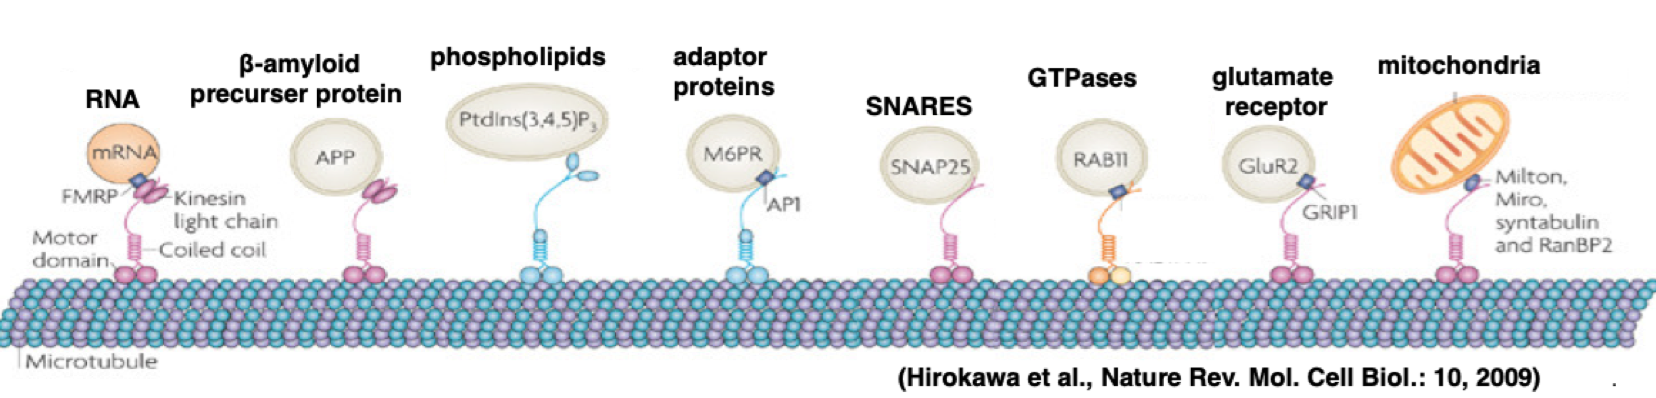 RNA
β-amyloid
precurser protein
phospholipids
adaptor
proteins
SNARES
GTPases
glutamate
receptor
mitochondria
mRNA
FMRP
Kinesin
light chain
Motor
domain
Coiled coil
APP
PtdIns(3,4,5)P3
M6PR
AP1
SNAP25
RAB11
GluR2
GRIP1
Milton,
Miro,
syntabulin
and RanBP2
Microtubule
(Hirokawa et al., Nature Rev. Mol. Cell Biol.: 10, 2009)
.